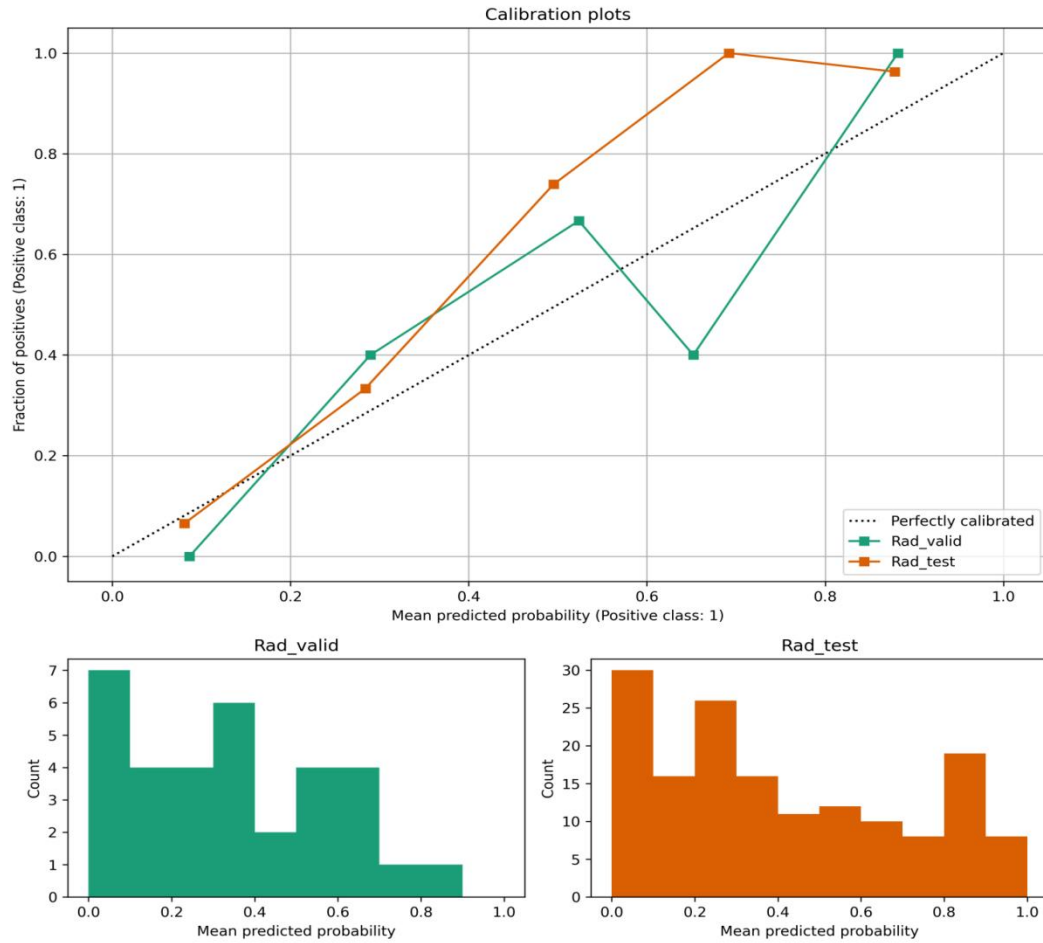 Calibration plots
1.0
0.8
0.6
0.4
0.2
0.0
Fraction of positives (Positive class: 1)
Perfectly calibrated
Rad_valid
Rad_test
0.0 0.2 0.4 0.6 0.8 1.0
Mean predicted probability (Positive class: 1)
Rad_valid
7
6
5
4
3
2
1
0
Count
0.0 0.2 0.4 0.6 0.8 1.0
Mean predicted probability
Rad_test
30
25
20
15
10
5
0
Count
0.0 0.2 0.4 0.6 0.8 1.0
Mean predicted probability